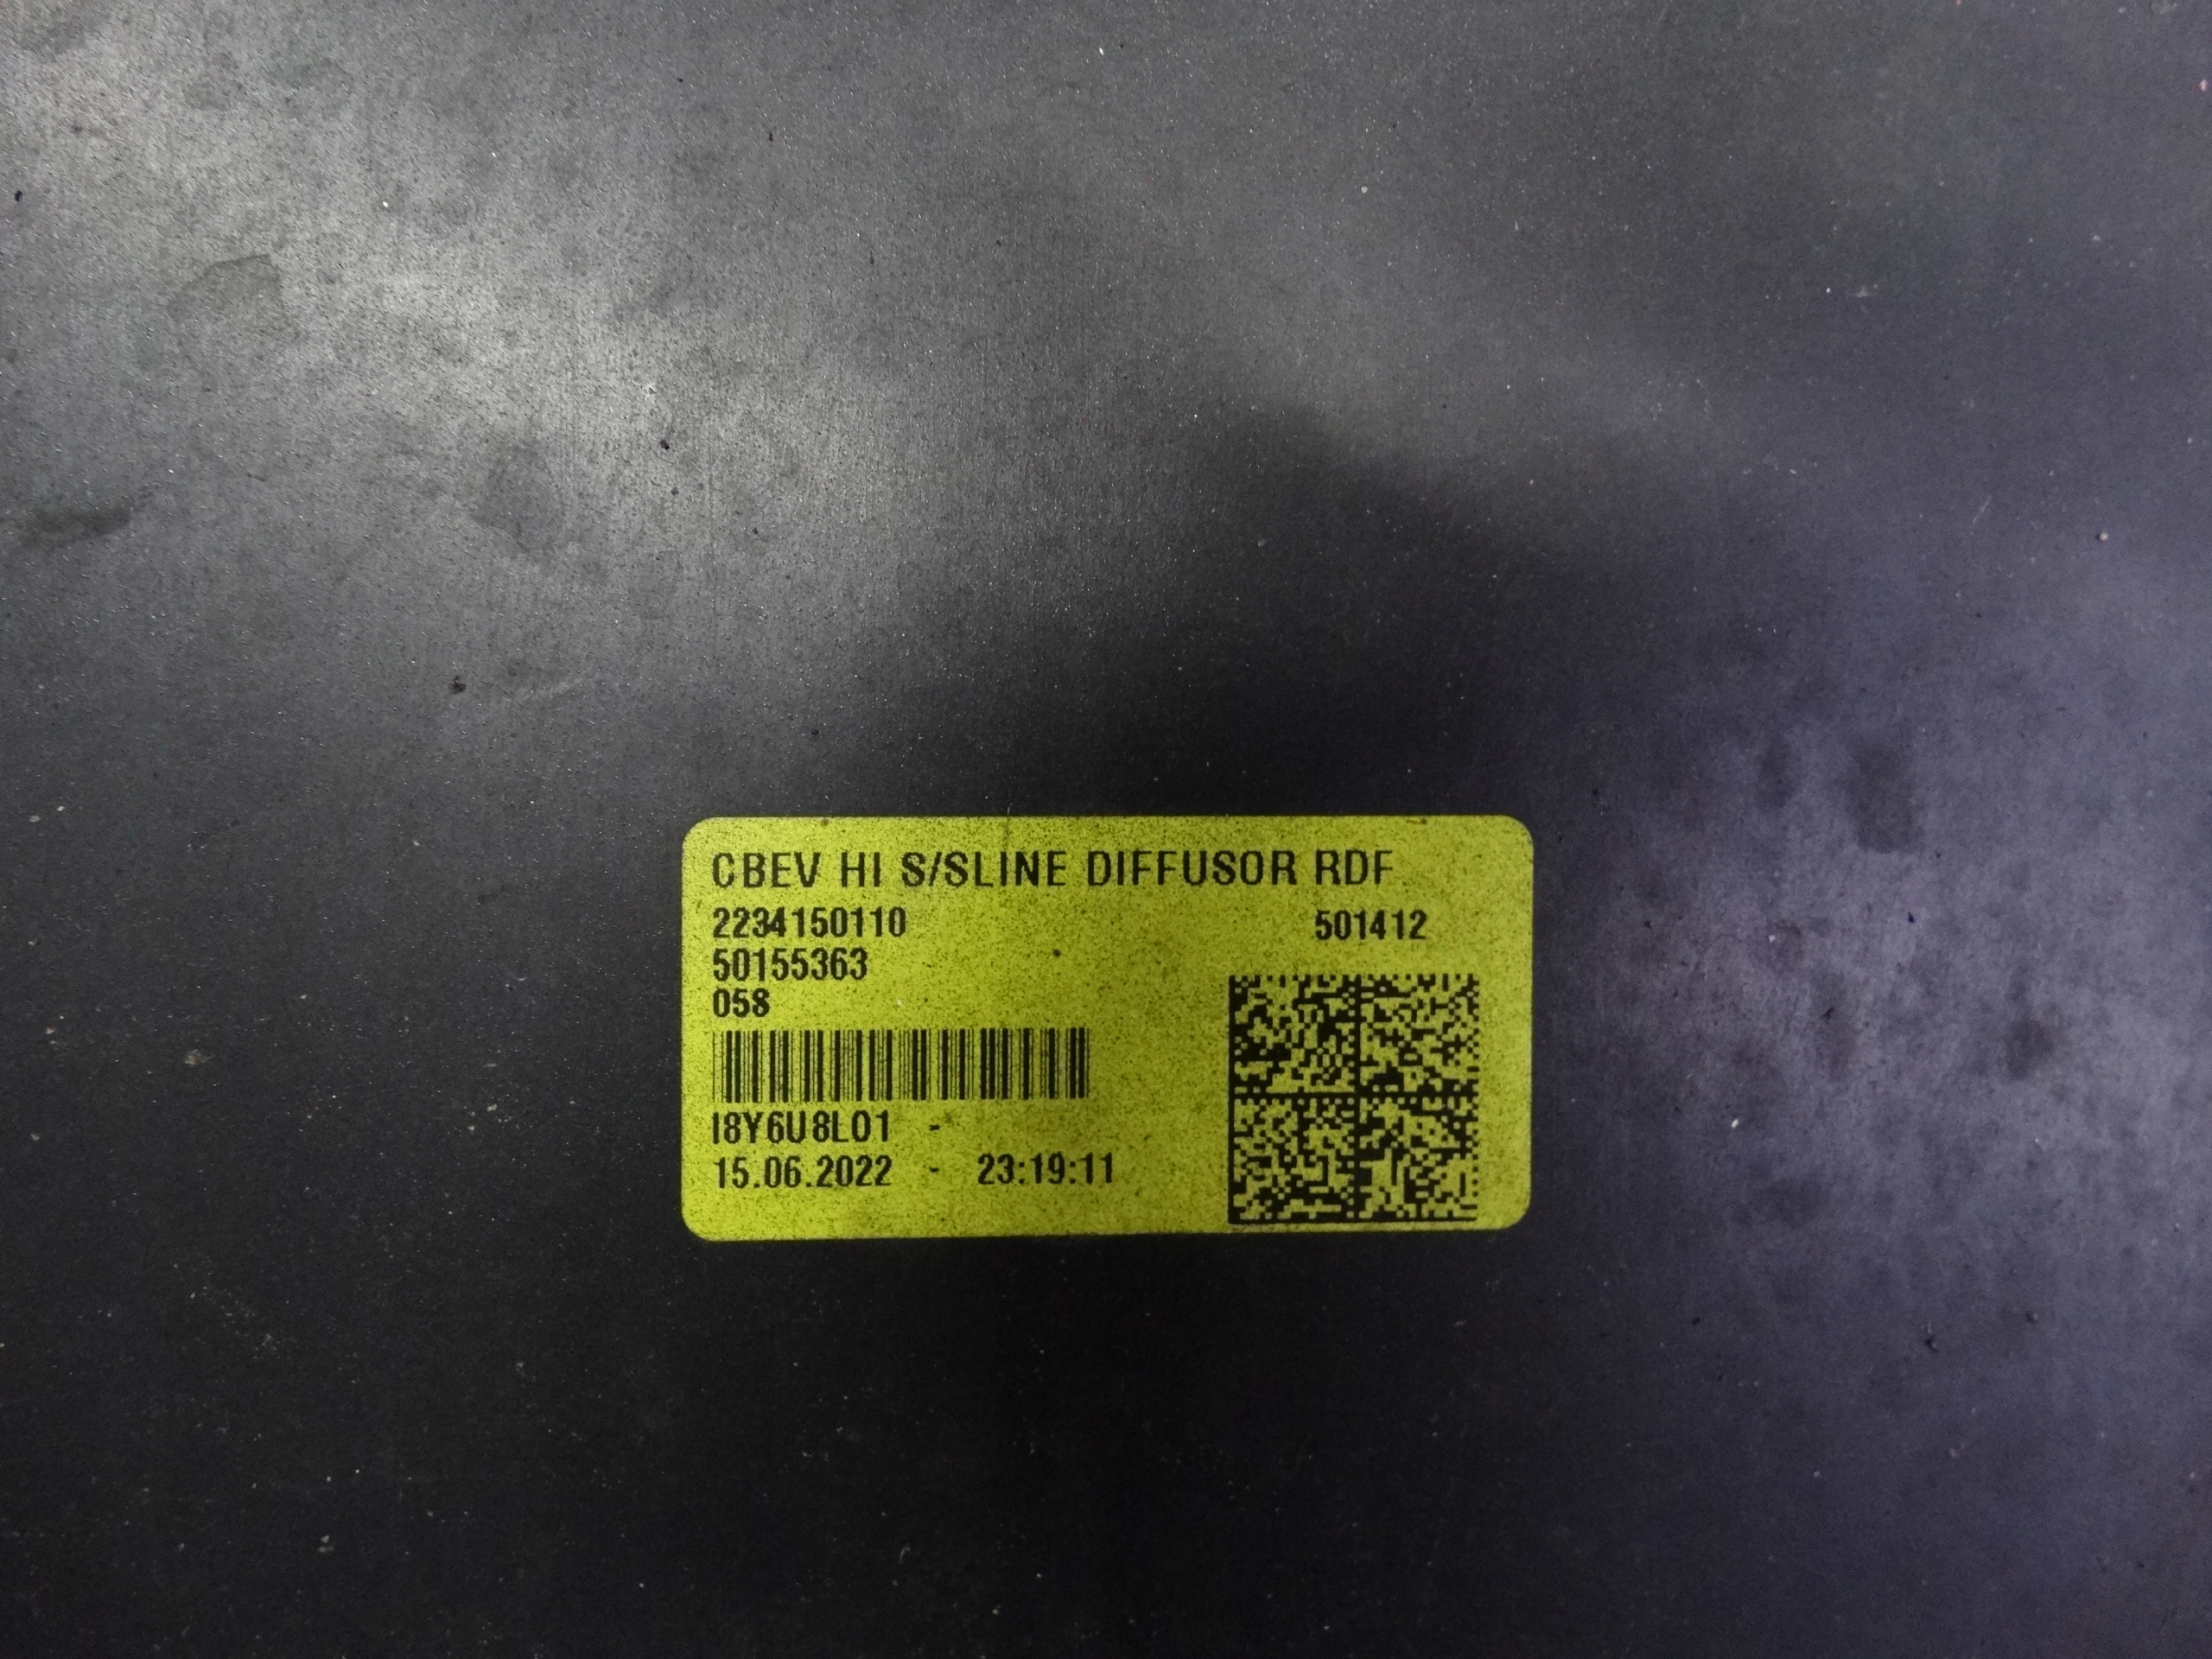 CBEV HI S/SLINE DIFFUSOR RDF
2234150110 501412
50155363
058
I8Y6U8L01 -
15.06.2022 - 23:19:11